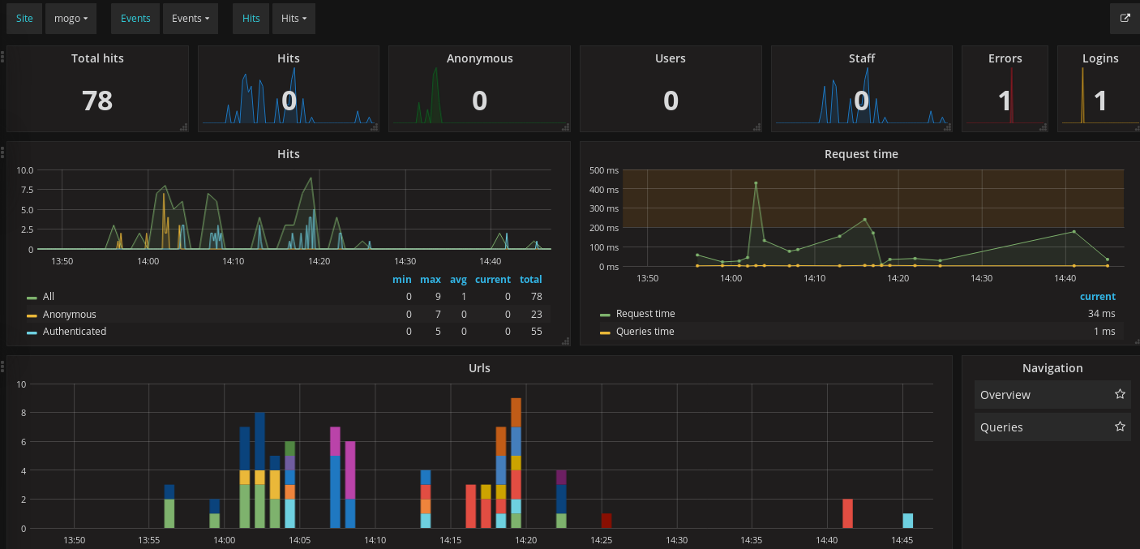 Site mogo Events Events Hits Hits
Total hits Hits Anonymous Users Staff Errors Logins
78 0 0 0 0 1 1
Hits
10.0
7.5
5.0
2.5
0
13:50 14:00 14:10 14:20 14:30 14:40
min max avg current total
All 0 9 1 0 78
Anonymous 0 7 0 0 23
Authenticated 0 5 0 0 55
Request time
500 ms
400 ms
300 ms
200 ms
100 ms
0 ms
13:50 14:00 14:10 14:20 14:30 14:40
current
Request time 34 ms
Queries time 1 ms
Urls
10
8
6
4
2
0
13:50 13:55 14:00 14:05 14:10 14:15 14:20 14:25 14:30 14:35 14:40 14:45
Navigation
Overview
Queries